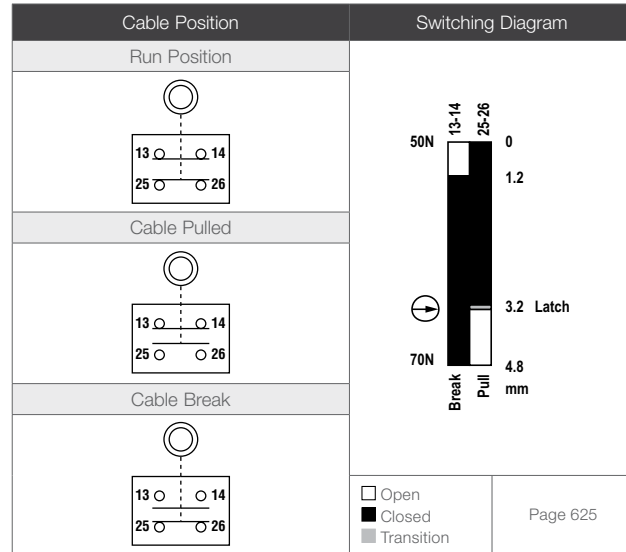 Cable Position
Switching Diagram
Run Position
13 14
25 26
Cable Pulled
13 14
25 26
Cable Break
13 14
25 26
13-14 25-26
50N 0
1.2
3.2 Latch
70N 4.8
Break Pull mm
Open
Closed
Transition
Page 625